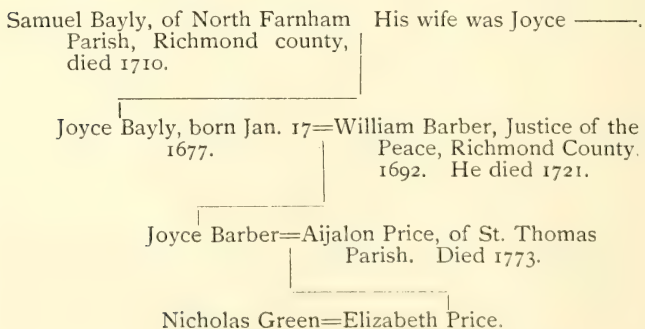 Samuel Bayly, of North Farnham His wife was Joyce ———.
Parish, Richmond county,
died 1710.
Joyce Bayly, born Jan. 17=William Barber, Justice of the
1677. Peace, Richmond County.
1692. He died 1721.
Joyce Barber=Aijalon Price, of St. Thomas
Parish. Died 1773.
Nicholas Green=Elizabeth Price.